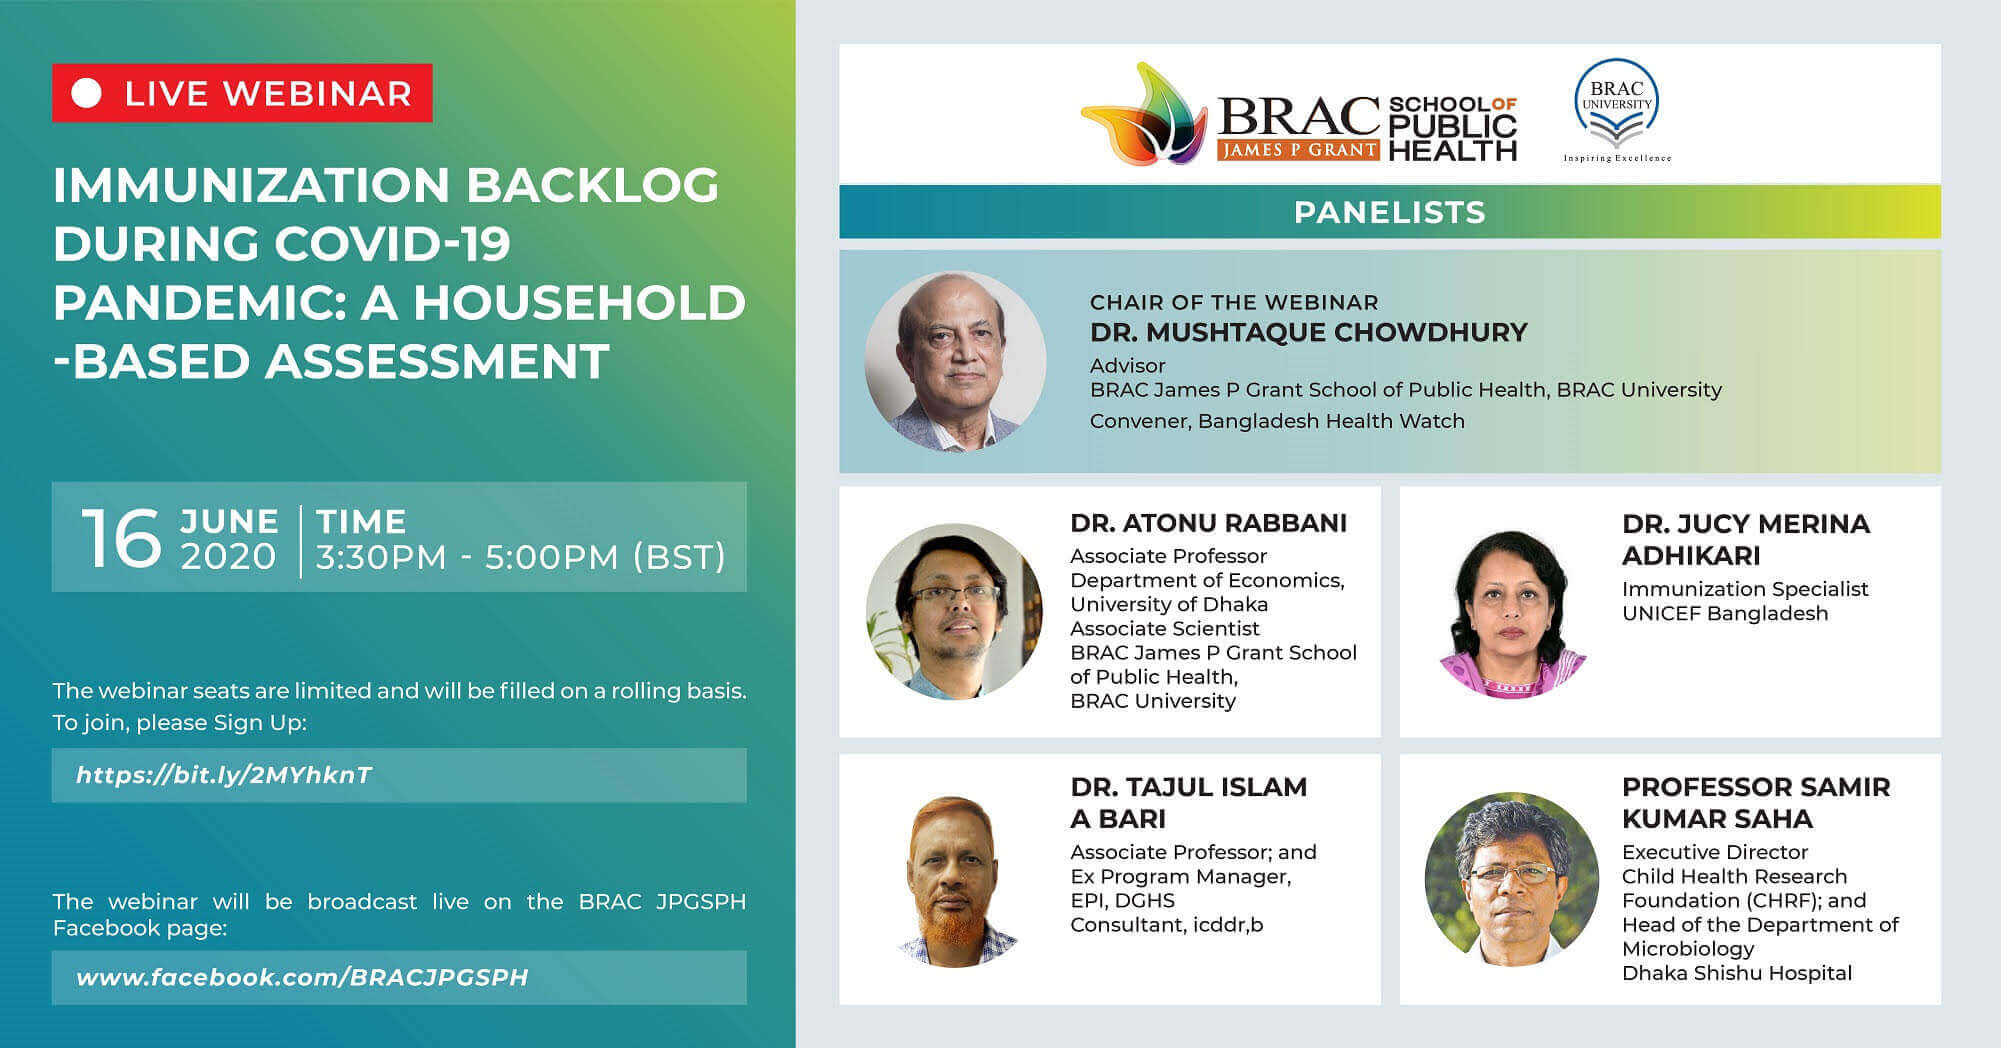 LIVE WEBINAR
IMMUNIZATION BACKLOG
DURING COVID-19
PANDEMIC: A HOUSEHOLD
-BASED ASSESSMENT
16 JUNE 2020
TIME
3:30PM - 5:00PM (BST)
The webinar seats are limited and will be filled on a rolling basis.
To join, please Sign Up:
https://bit.ly/2MYhknT
The webinar will be broadcast live on the BRAC JPGSPH
Facebook page:
www.facebook.com/BRACJPGSPH
BRAC
JAMES P GRANT
SCHOOL OF
PUBLIC
HEALTH
BRAC
UNIVERSITY
Inspiring Excellence
PANELISTS
CHAIR OF THE WEBINAR
DR. MUSHTAQUE CHOWDHURY
Advisor
BRAC James P Grant School of Public Health, BRAC University
Convener, Bangladesh Health Watch
DR. ATONU RABBANI
Associate Professor
Department of Economics,
University of Dhaka
Associate Scientist
BRAC James P Grant School
of Public Health,
BRAC University
DR. JUCY MERINA
ADHIKARI
Immunization Specialist
UNICEF Bangladesh
DR. TAJUL ISLAM
A BARI
Associate Professor; and
Ex Program Manager,
EPI, DGHS
Consultant, icddr,b
PROFESSOR SAMIR
KUMAR SAHA
Executive Director
Child Health Research
Foundation (CHRF); and
Head of the Department of
Microbiology
Dhaka Shishu Hospital